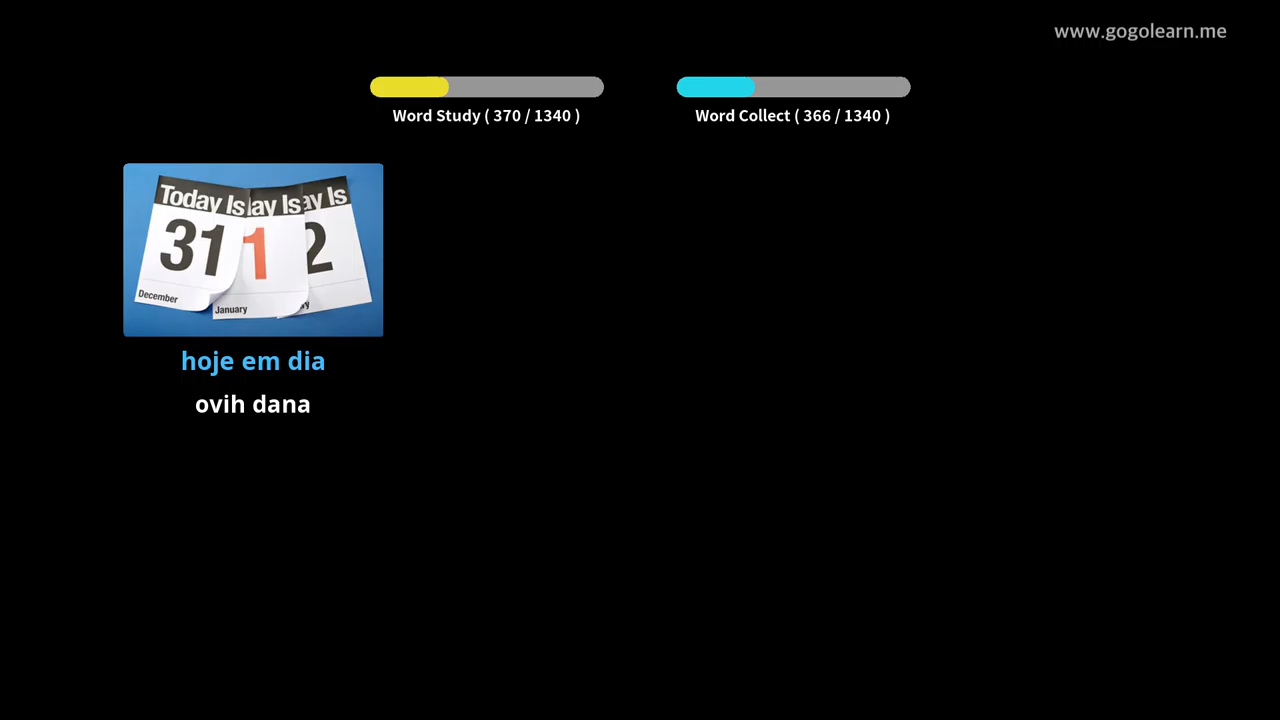 www.gogolearn.me
Word Study ( 370 / 1340 )
Word Collect ( 366 / 1340 )
Today Is
ay Is
ay Is
31
1
2
December
January
ry
hoje em dia
ovih dana